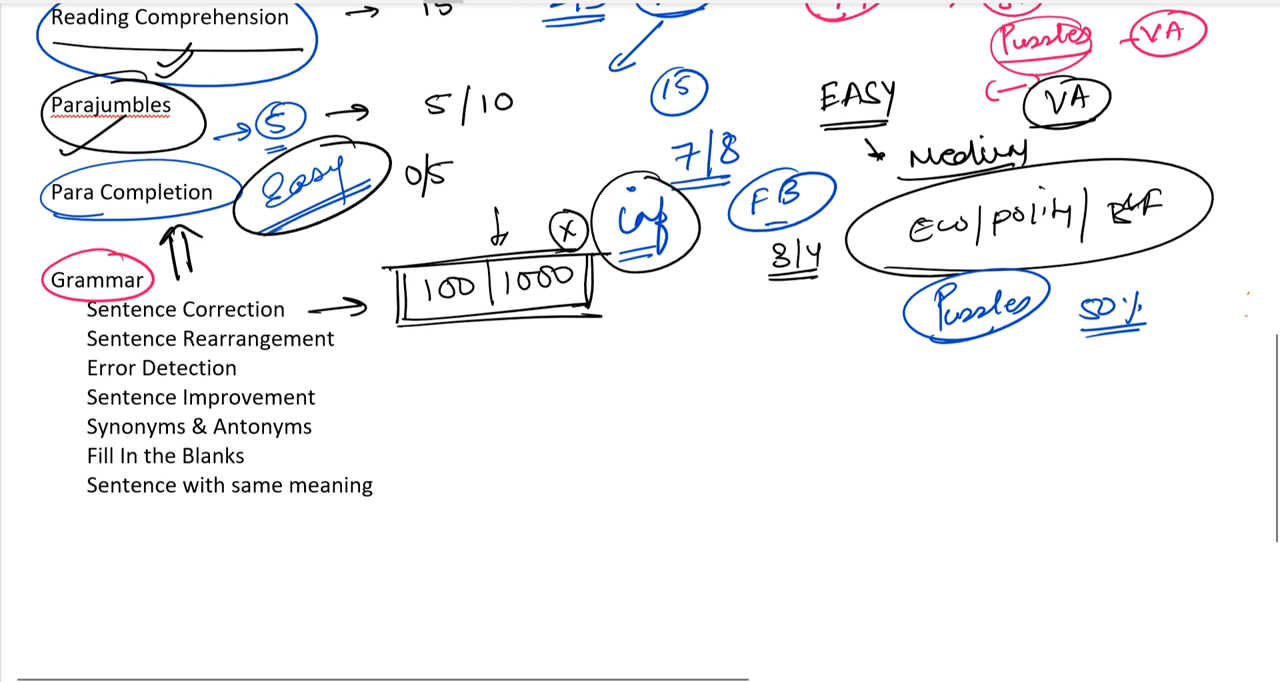 Reading Comprehension → 15
Puzzles - VA
Parajumbles → 5 → 5/10
15
EASY
VA
7/8
Medium
Para Completion Easy 0/5
inf
FB
Eco/polity/ B&F
3/4
x
Grammar
100 | 1000
Puzzles 50%
Sentence Correction →
Sentence Rearrangement
Error Detection
Sentence Improvement
Synonyms & Antonyms
Fill In the Blanks
Sentence with same meaning